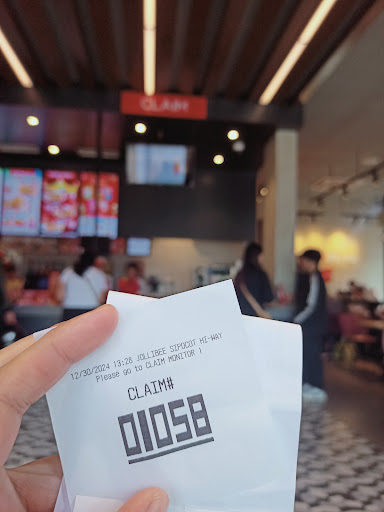 CLAIM
12/30/2024 13:28 JOLLIBEE SIPOCOT HI-WAY
Please go to CLAIM MONITOR 1
CLAIM#
01058